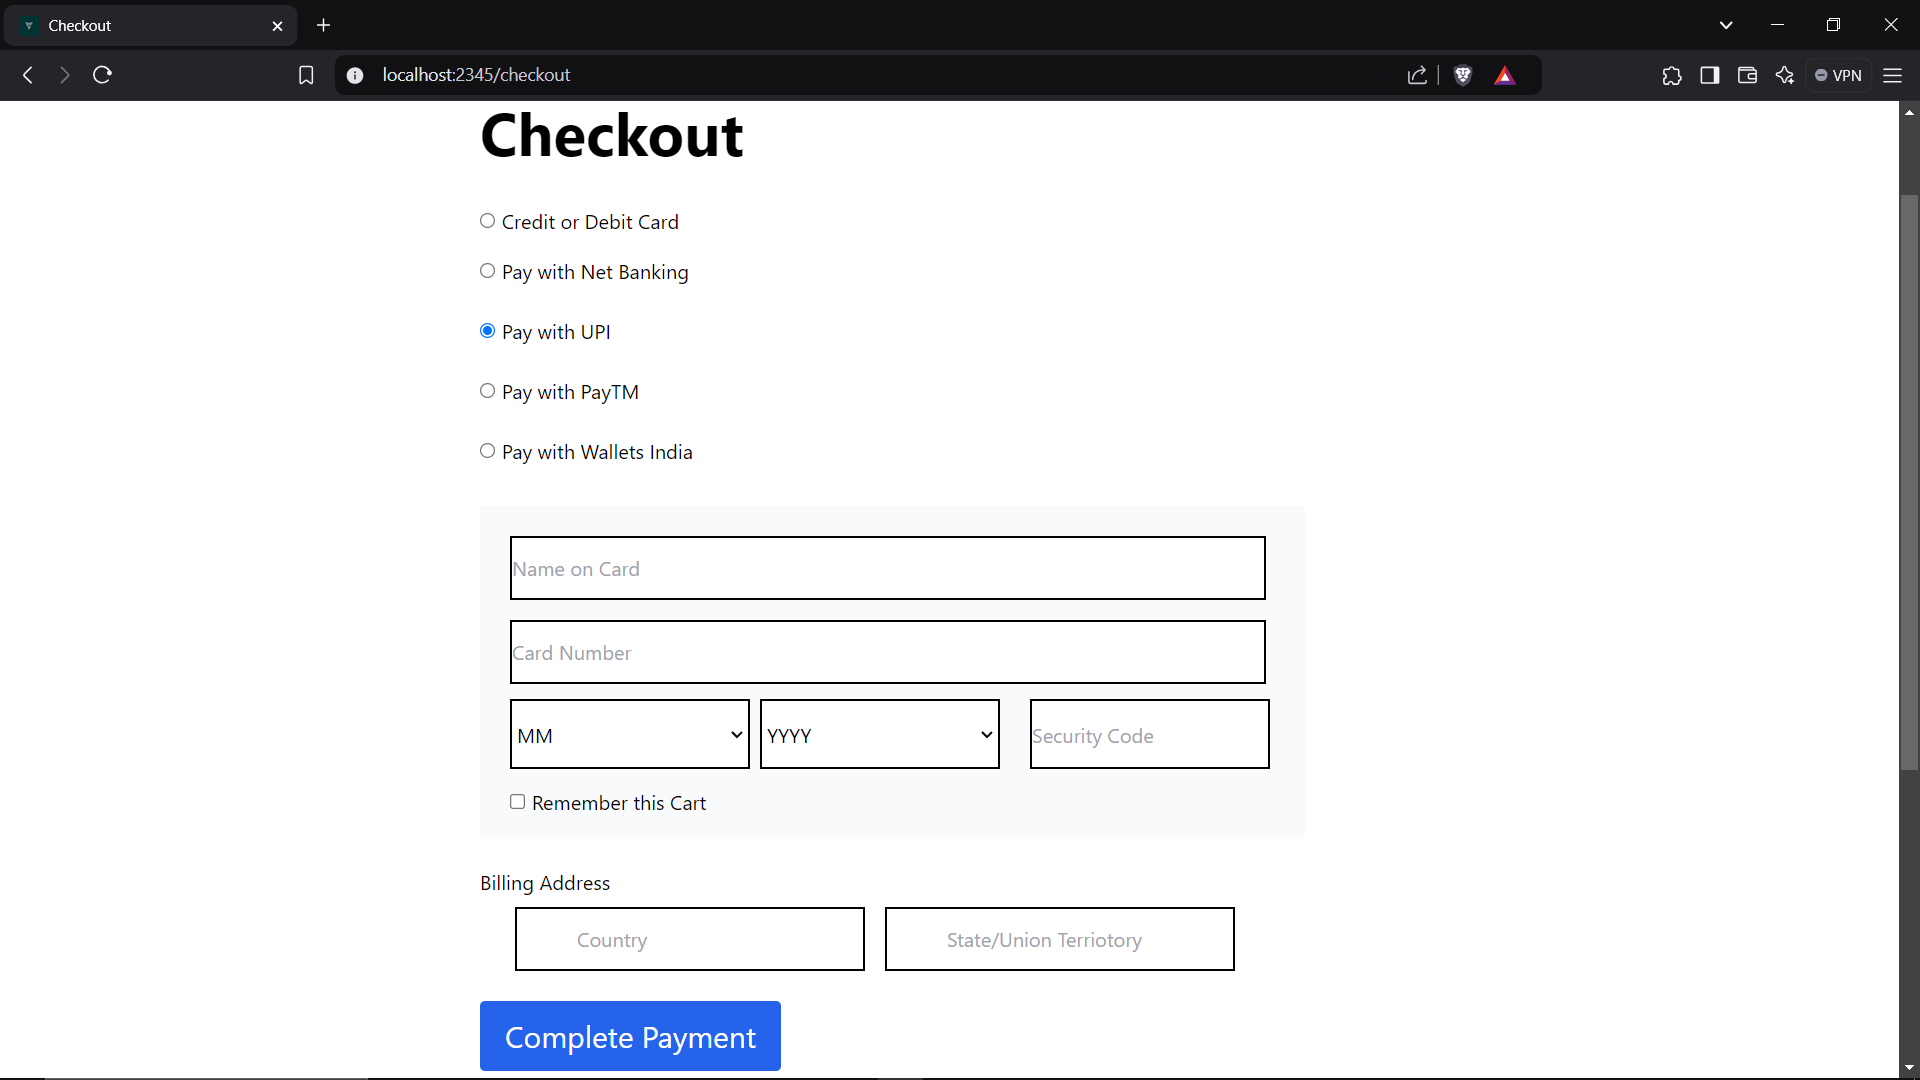 Checkout
localhost:2345/checkout
VPN
Checkout
Credit or Debit Card
Pay with Net Banking
Pay with UPI
Pay with PayTM
Pay with Wallets India
Name on Card
Card Number
MM YYYY Security Code
Remember this Cart
Billing Address
Country State/Union Terriotory
Complete Payment